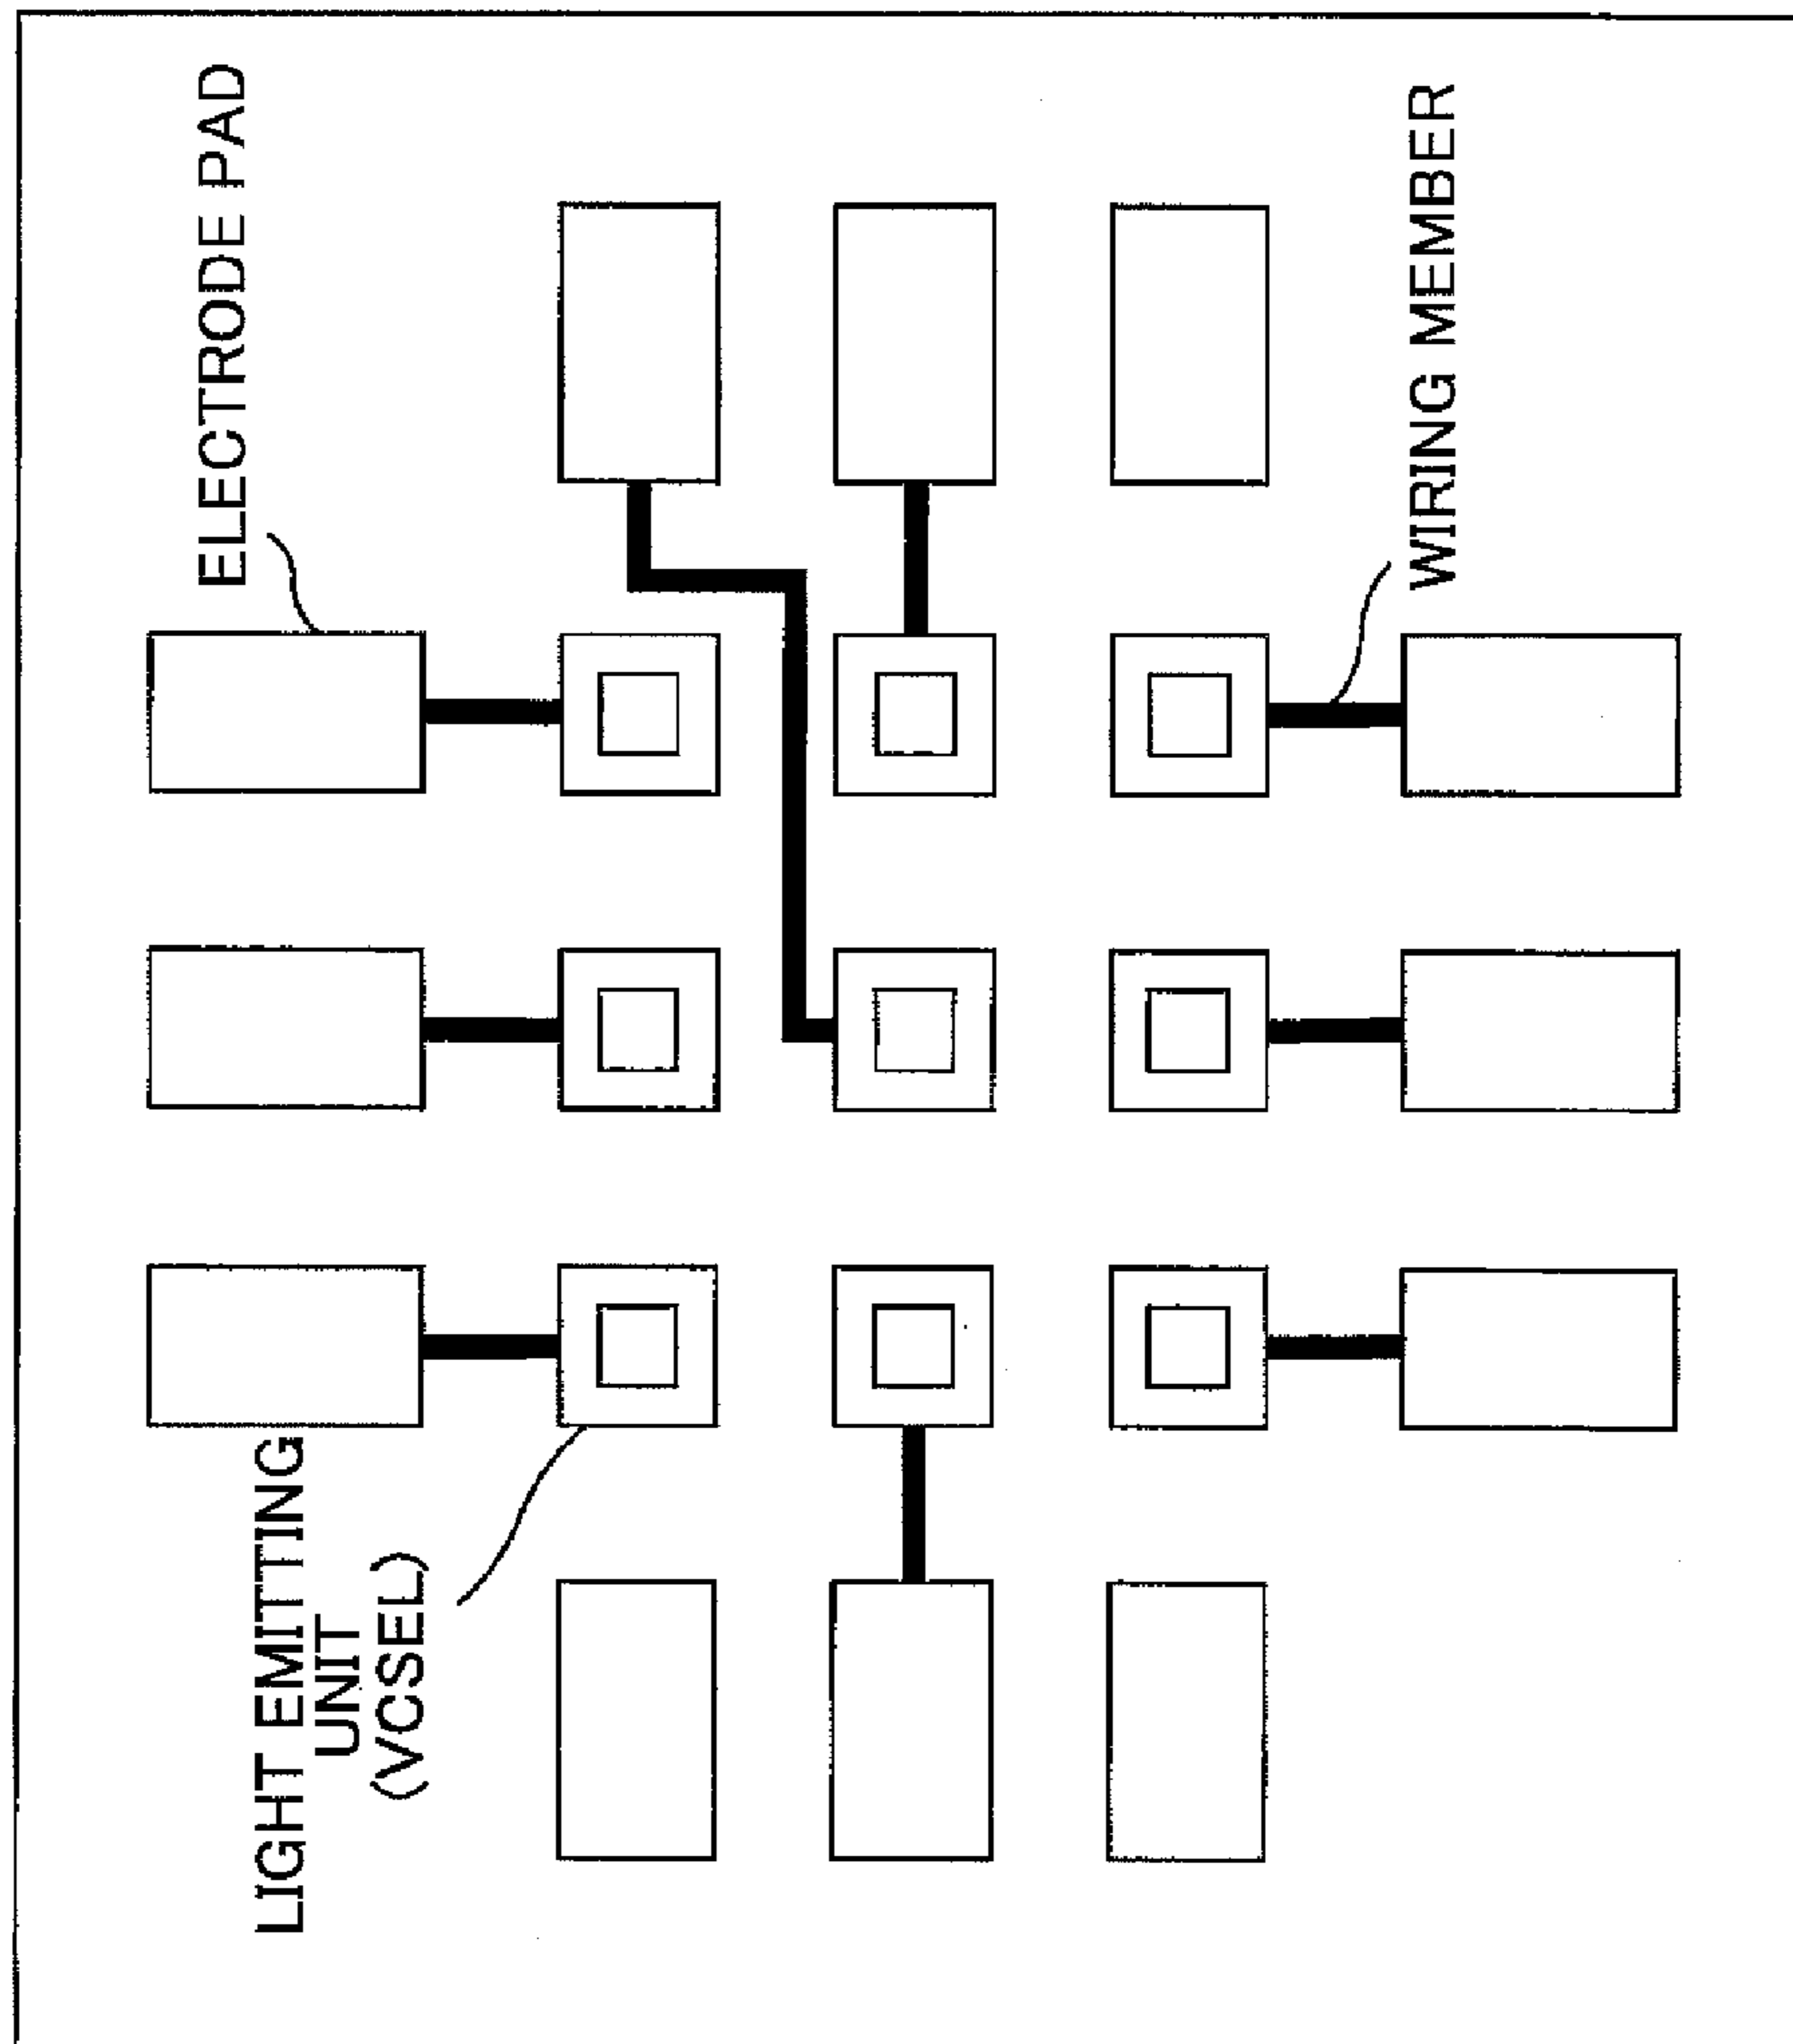 ELECTRODE PAD
LIGHT EMITTING
UNIT
(VCSEL)
WIRING MEMBER